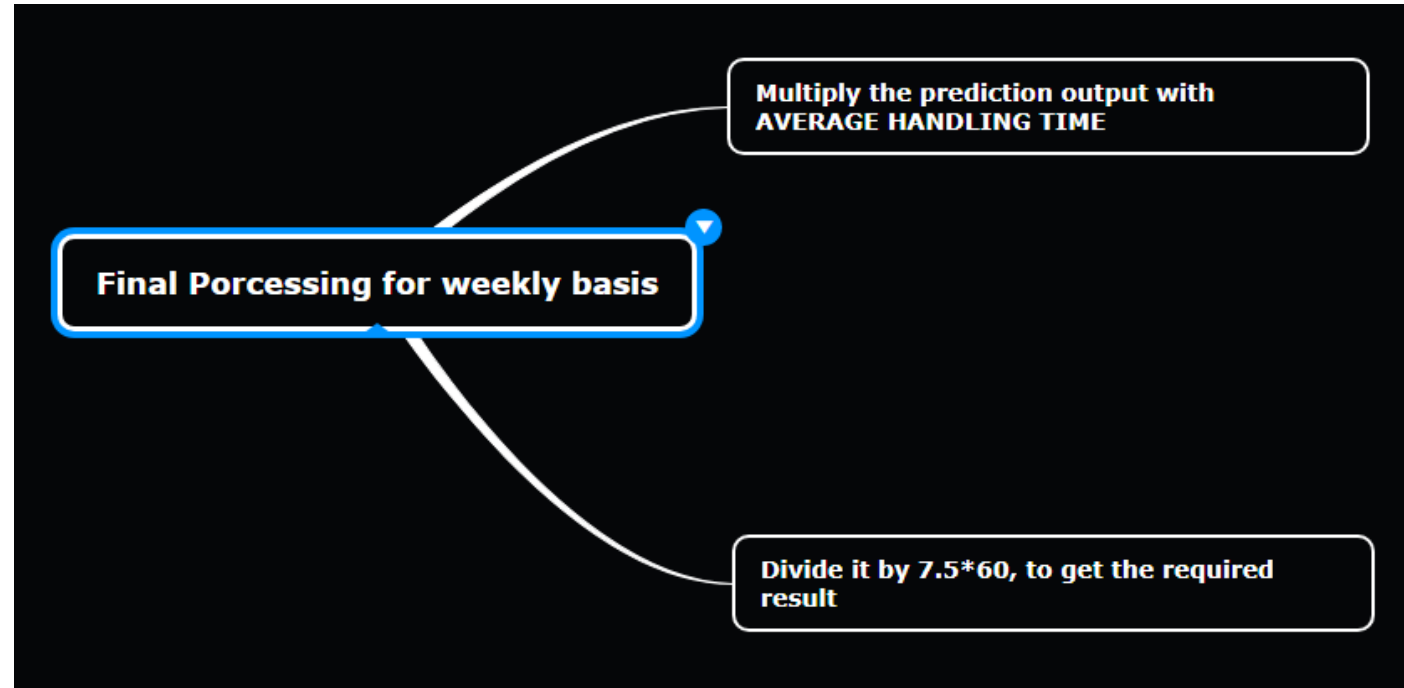 Multiply the prediction output with
AVERAGE HANDLING TIME
Final Porcessing for weekly basis
Divide it by 7.5*60, to get the required
result